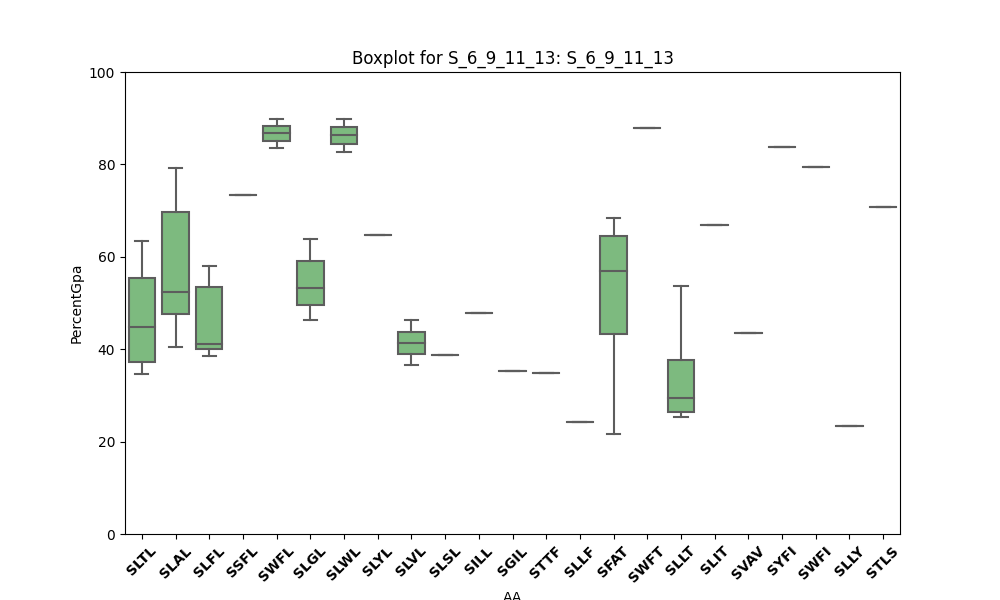 Boxplot for S_6_9_11_13: S_6_9_11_13
100
80
60
40
20
0
PercentGpa
SLTL
SLAL
SLFL
SSFL
SWFL
SLGL
SLWL
SLYL
SLVL
SLSL
SILL
SGIL
STTF
SLLF
SFAT
SWFT
SLLT
SLIT
SVAV
SYFI
SWFI
SLLY
STLS
AA